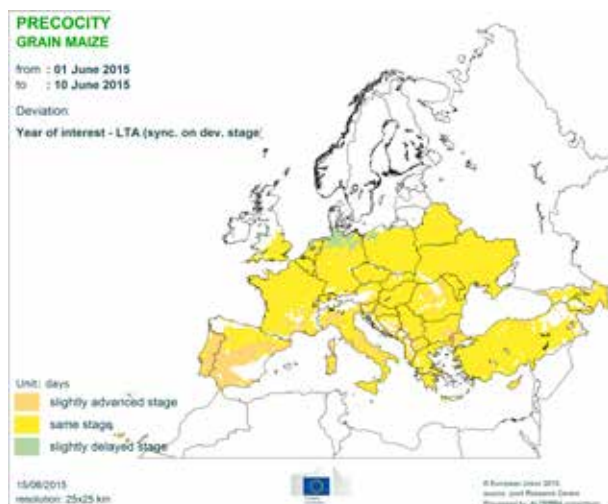 PRECOCITY
GRAIN MAIZE
from : 01 June 2015
to : 10 June 2015
Deviation:
Year of interest - LTA (sync. on dev. stage
Unit: days
slightly advanced stage
same stage
slightly delayed stage
15/06/2015
resolution: 25x25 km
© European Union 2015
source: Joint Research Centre